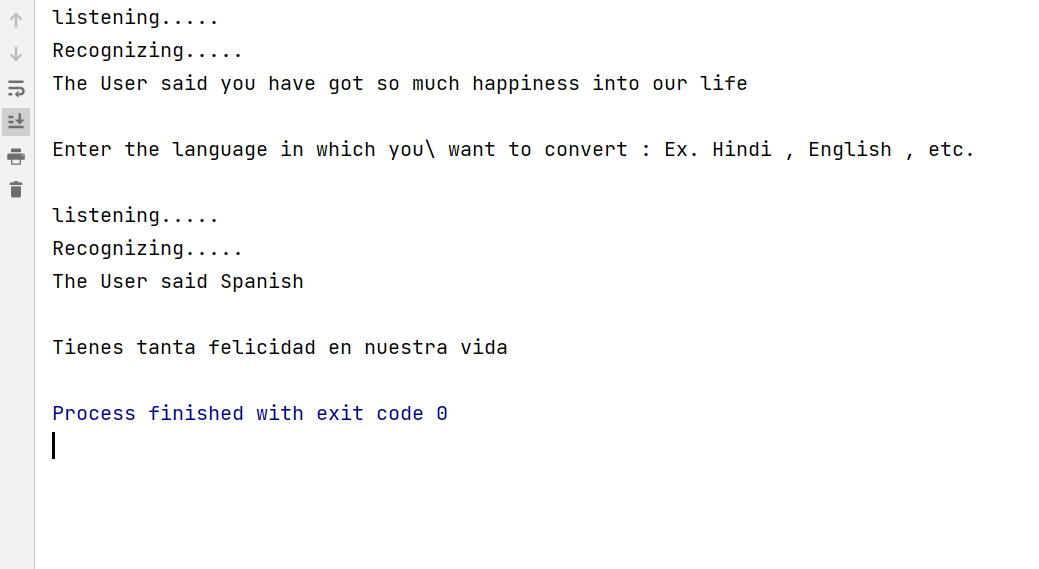 listening.....
Recognizing.....
The User said you have got so much happiness into our life
Enter the language in which you\ want to convert : Ex. Hindi , English , etc.
listening.....
Recognizing.....
The User said Spanish
Tienes tanta felicidad en nuestra vida
Process finished with exit code 0